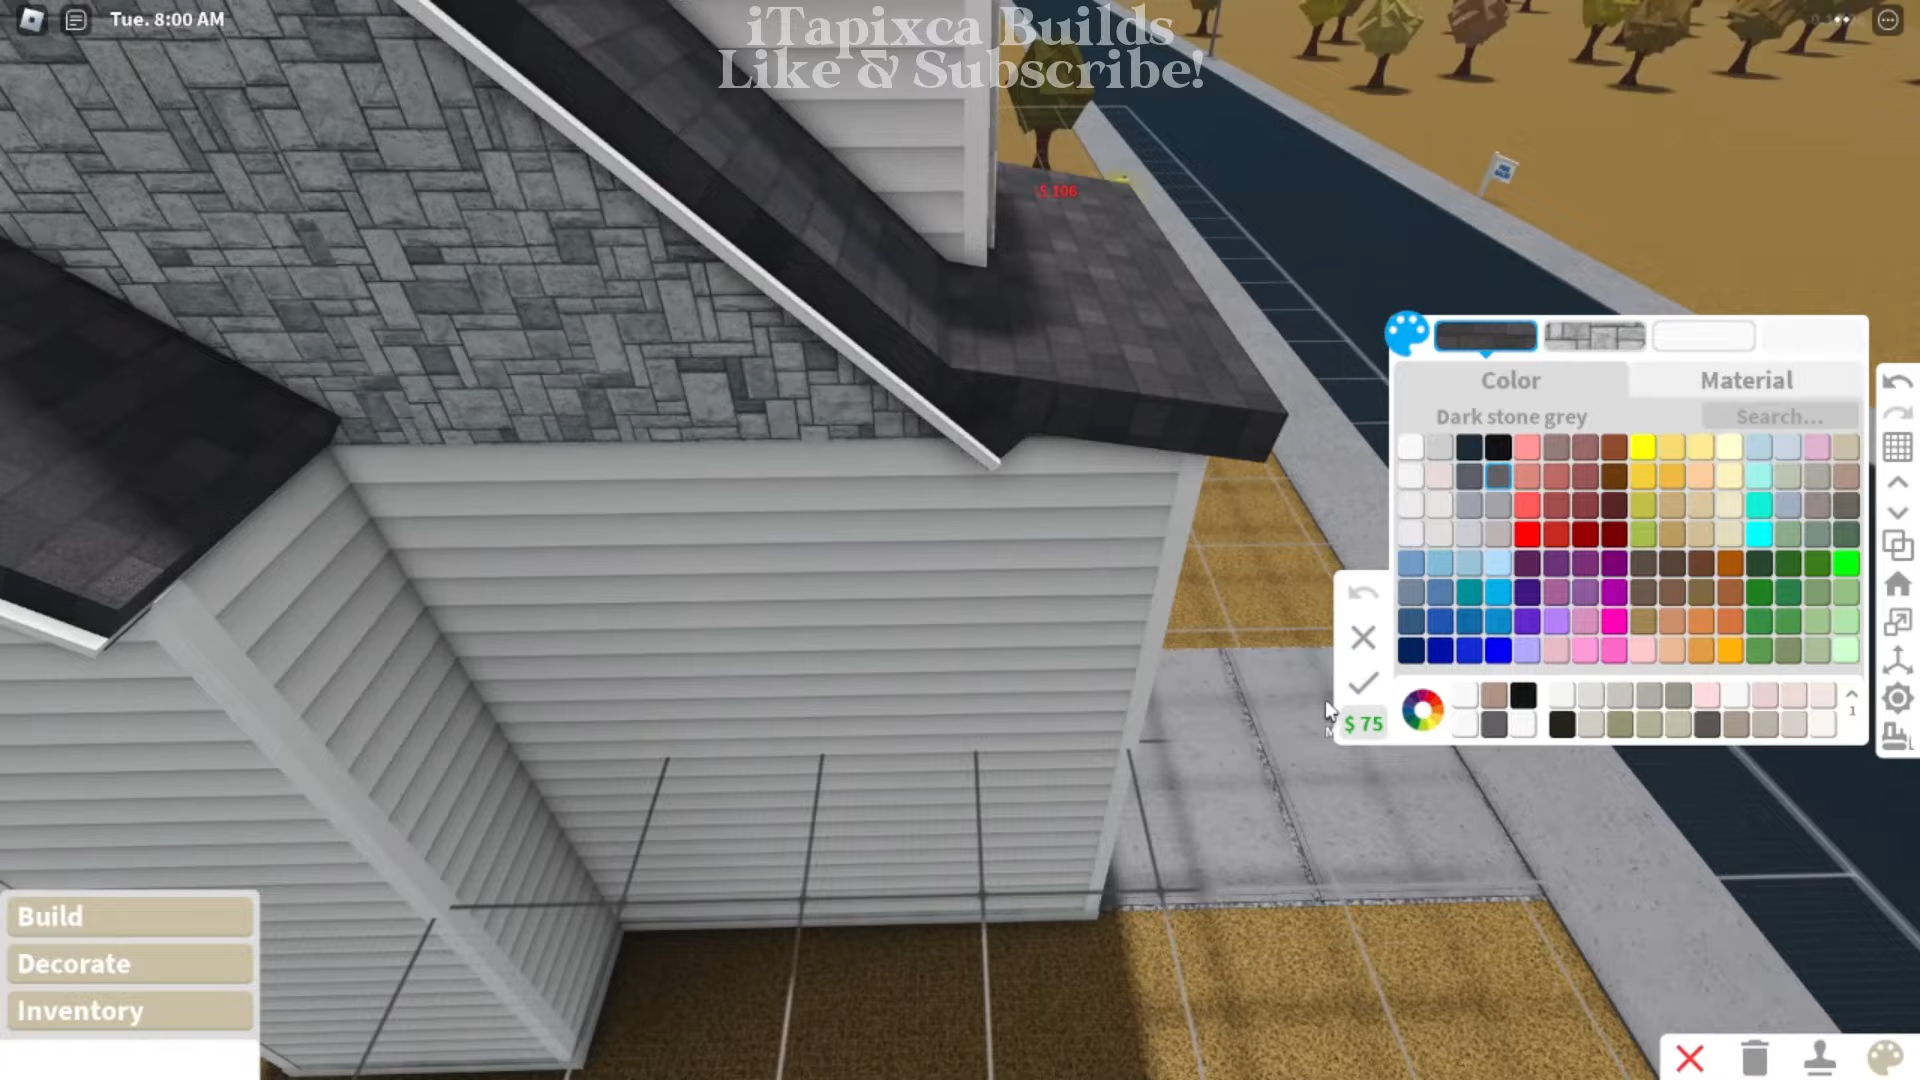 Tue. 8:00 AM
iTapixca Builds
Like & Subscribe!
$ 106
Color
Material
Dark stone grey
Search...
$ 75
1
Build
Decorate
Inventory